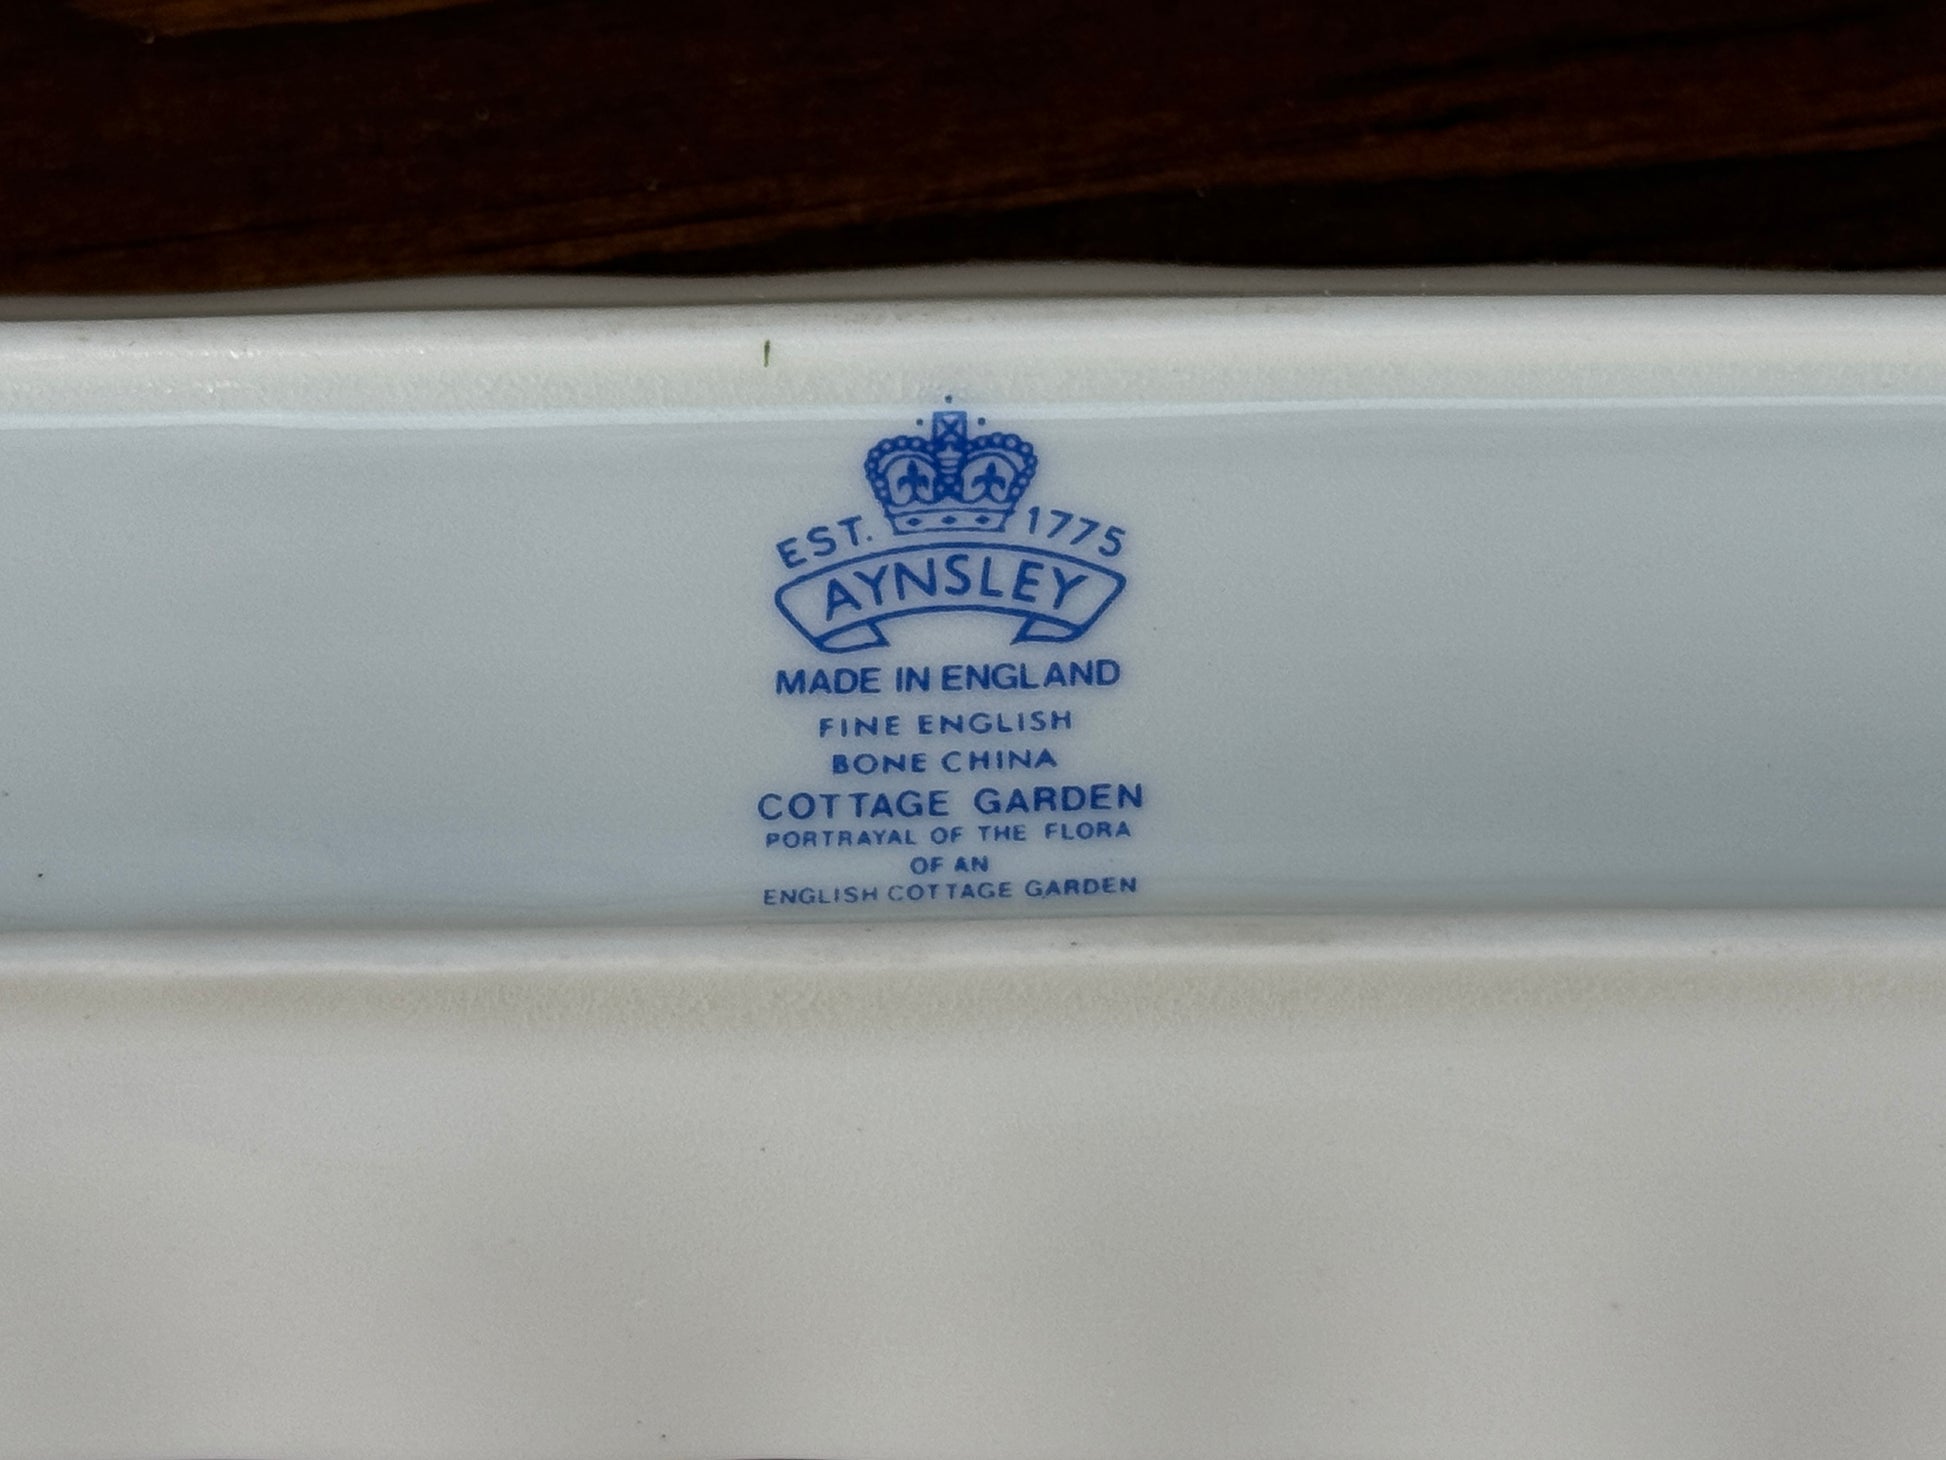 EST. 1775
AYNSLEY
MADE IN ENGLAND
FINE ENGLISH
BONE CHINA
COTTAGE GARDEN
PORTRAYAL OF THE FLORA
OF AN
ENGLISH COTTAGE GARDEN